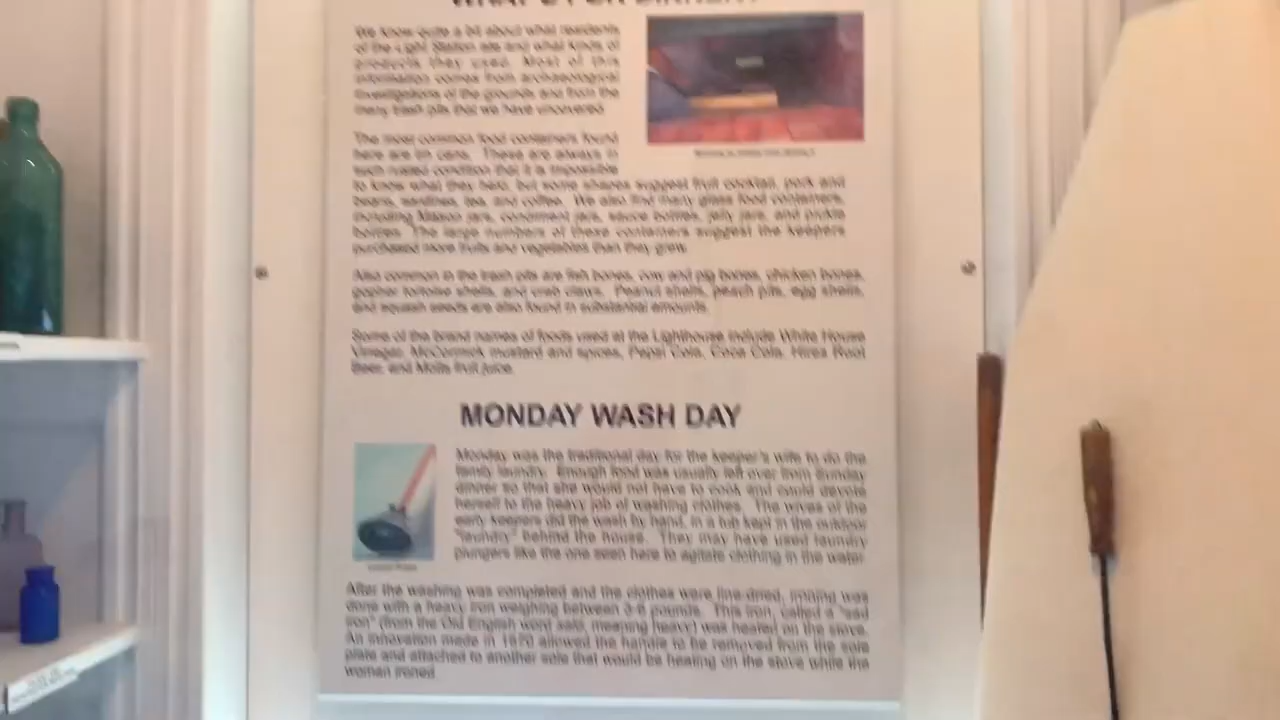 WHAT'S FOR DINNER?
We know quite a bit about what residents
of the Light Station ate and what kinds of
products they used. Most of this
information comes from archaeological
investigations of the grounds and from the
many trash pits that we have uncovered.
The most common food containers found
here are tin cans. These are always in
such rusted condition that it is impossible
to know what they held, but some shapes suggest fruit cocktail, pork and
beans, sardines, tea, and coffee. We also find many glass food containers,
including Mason jars, condiment jars, sauce bottles, jelly jars, and pickle
bottles. The large numbers of these containers suggest the keepers
purchased more fruits and vegetables than they grew.
Also common in the trash pits are fish bones, cow and pig bones, chicken bones,
gopher tortoise shells, and crab claws. Peanut shells, peach pits, egg shells,
and squash seeds are also found in substantial amounts.
Some of the brand names of foods used at the Lighthouse include White House
Vinegar, McCormick mustard and spices, Pepsi Cola, Coca Cola, Hires Root
Beer, and Motts fruit juice.
MONDAY WASH DAY
Monday was the traditional day for the keeper's wife to do the
family laundry. Enough food was usually left over from Sunday
dinner so that she would not have to cook and could devote
herself to the heavy job of washing clothes. The wives of the
early keepers did the wash by hand, in a tub kept in the outdoor
"laundry" behind the house. They may have used laundry
plungers like the one seen here to agitate clothing in the water.
After the washing was completed and the clothes were line-dried, ironing was
done with a heavy iron weighing between 3-8 pounds. This iron, called a "sad
iron" (from the Old English word sald, meaning heavy) was heated on the stove.
An innovation made in 1870 allowed the handle to be removed from the sole
plate and attached to another sole that would be heating on the stove while the
woman ironed.